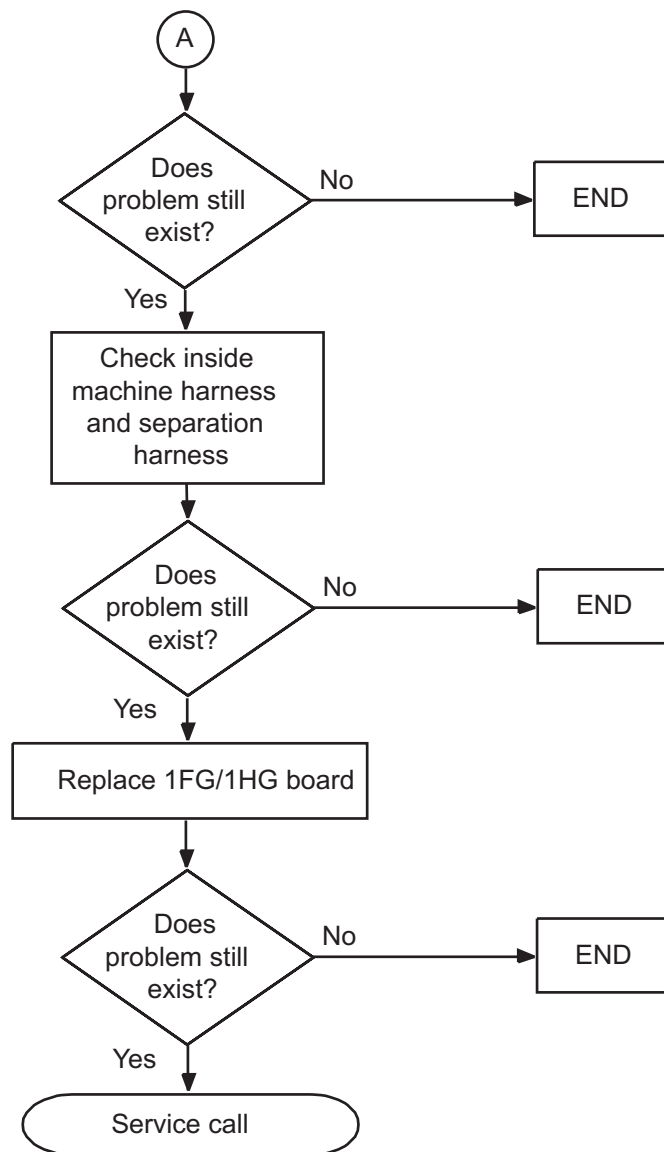 A
Does
problem still
exist?
No
END
Yes
Check inside
machine harness
and separation
harness
Does
problem still
exist?
No
END
Yes
Replace 1FG/1HG board
Does
problem still
exist?
No
END
Yes
Service call